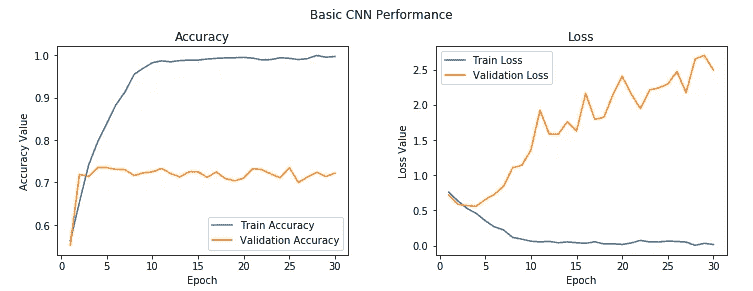 Basic CNN Performance
Accuracy
Accuracy Value
1.0
0.9
0.8
0.7
0.6
0
5
10
15
20
25
30
Epoch
Train Accuracy
Validation Accuracy
Loss
Loss Value
2.5
2.0
1.5
1.0
0.5
0.0
0
5
10
15
20
25
30
Epoch
Train Loss
Validation Loss